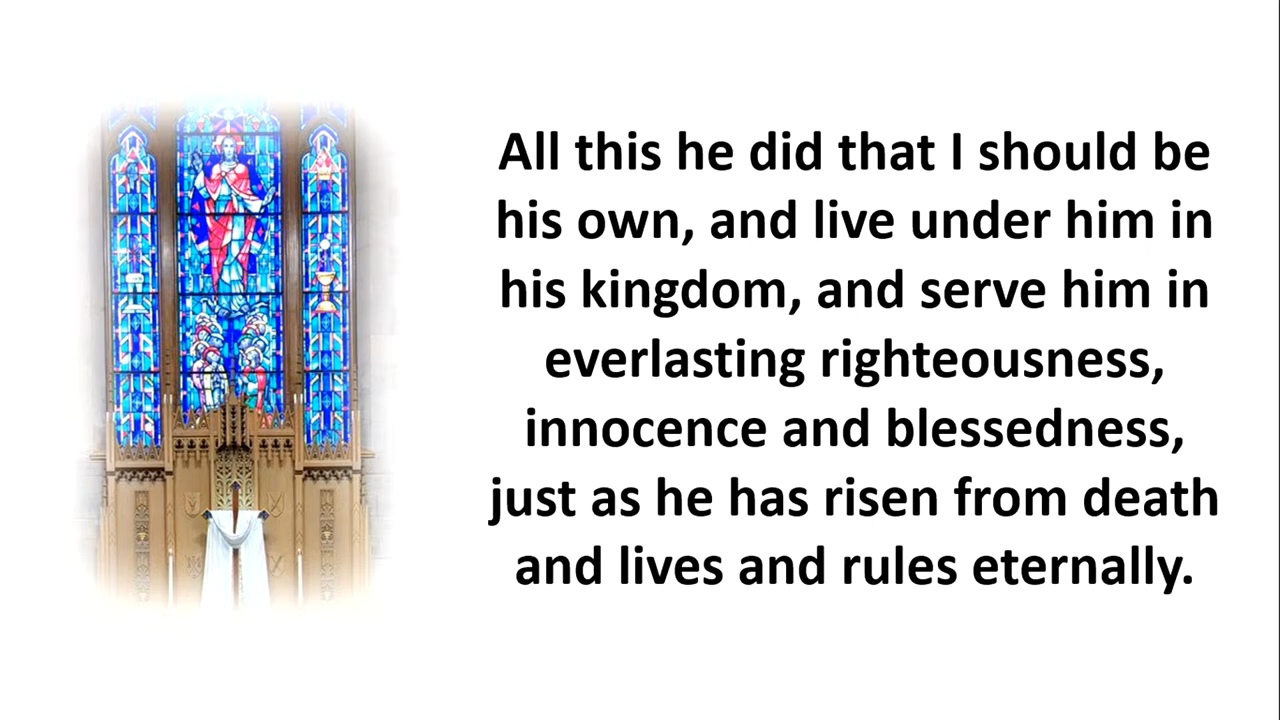 All this he did that I should be
his own, and live under him in
his kingdom, and serve him in
everlasting righteousness,
innocence and blessedness,
just as he has risen from death
and lives and rules eternally.